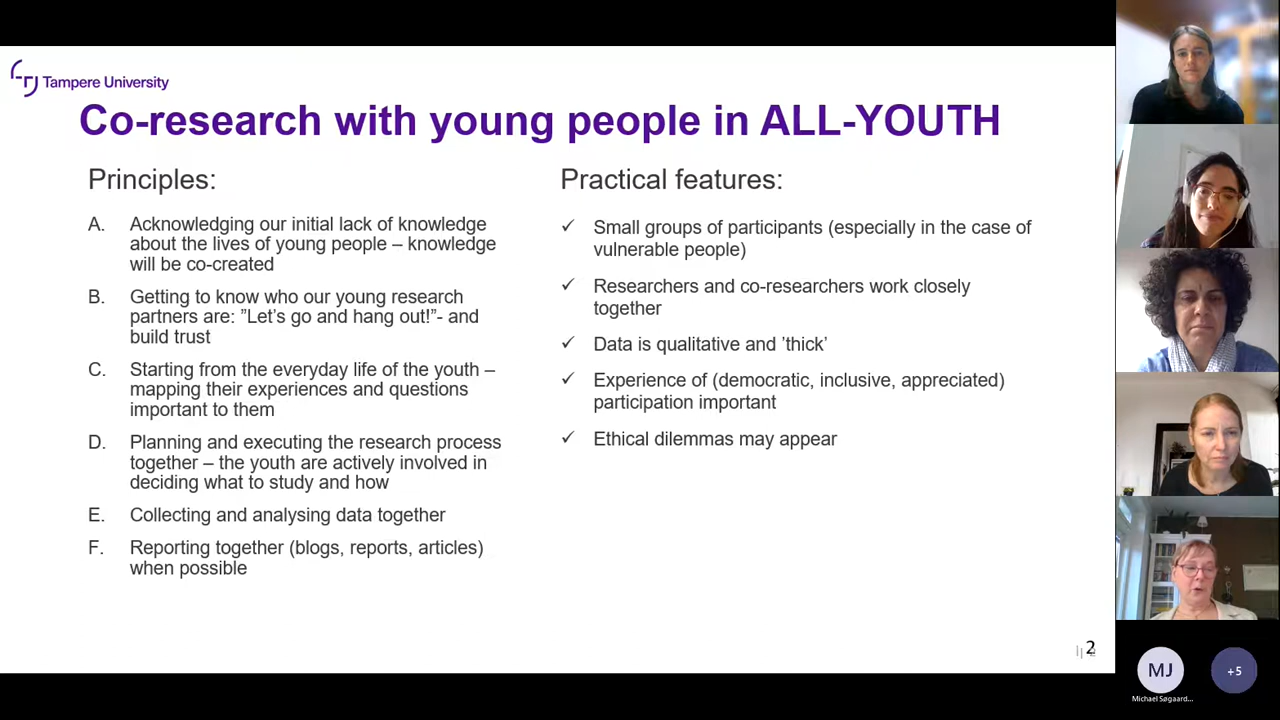 Tampere University
Co-research with young people in ALL-YOUTH
Principles:
A. Acknowledging our initial lack of knowledge
about the lives of young people – knowledge
will be co-created
B. Getting to know who our young research
partners are: ”Let’s go and hang out!”- and
build trust
C. Starting from the everyday life of the youth –
mapping their experiences and questions
important to them
D. Planning and executing the research process
together – the youth are actively involved in
deciding what to study and how
E. Collecting and analysing data together
F. Reporting together (blogs, reports, articles)
when possible
Practical features:
✓ Small groups of participants (especially in the case of
vulnerable people)
✓ Researchers and co-researchers work closely
together
✓ Data is qualitative and ’thick’
✓ Experience of (democratic, inclusive, appreciated)
participation important
✓ Ethical dilemmas may appear
2
MJ
+5
Michael Søgaard...